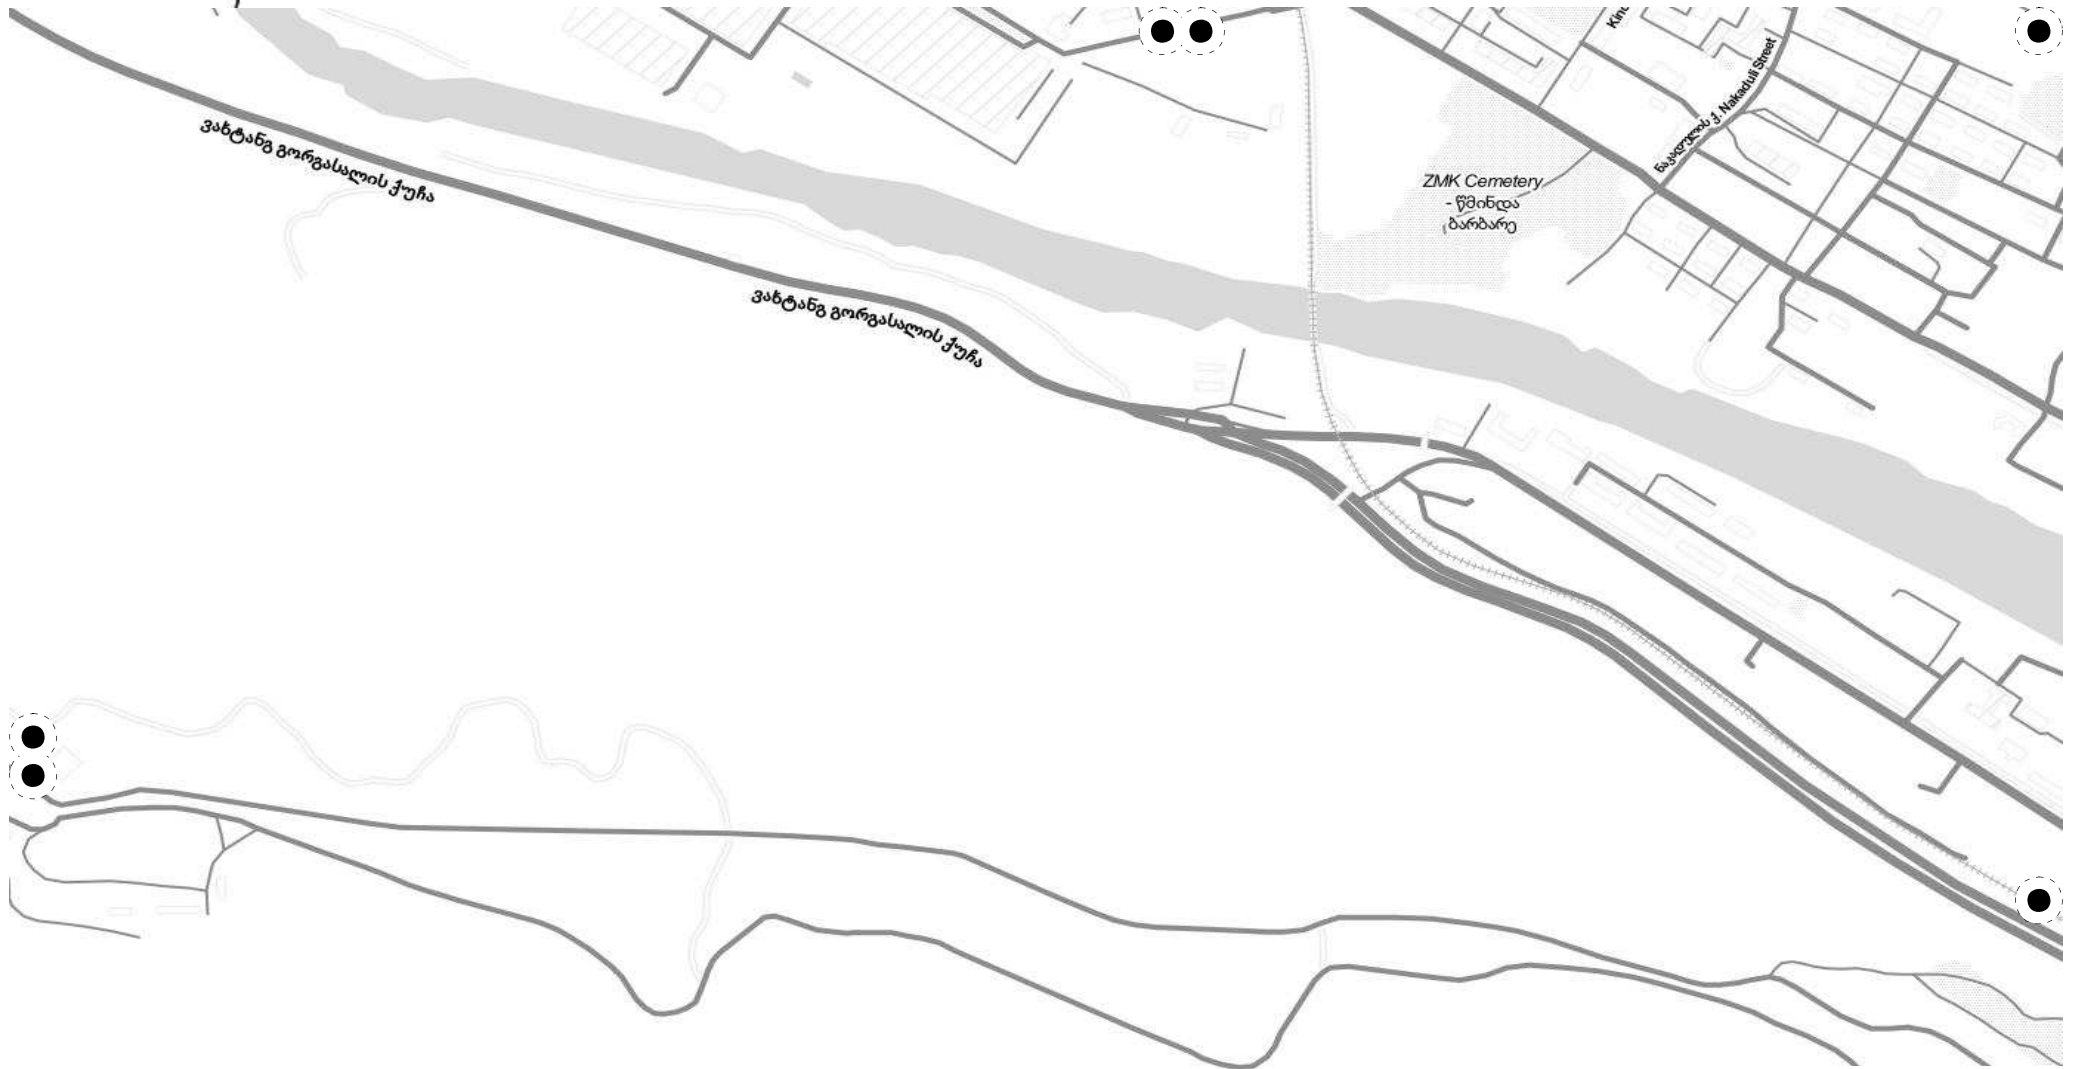 ნაკადულის ქ. Nakaduli Street
ვახტანგ გორგასალის ქუჩა
ZMK Cemetery
- წმინდა
ბარბარე
ვახტანგ გორგასალის ქუჩა